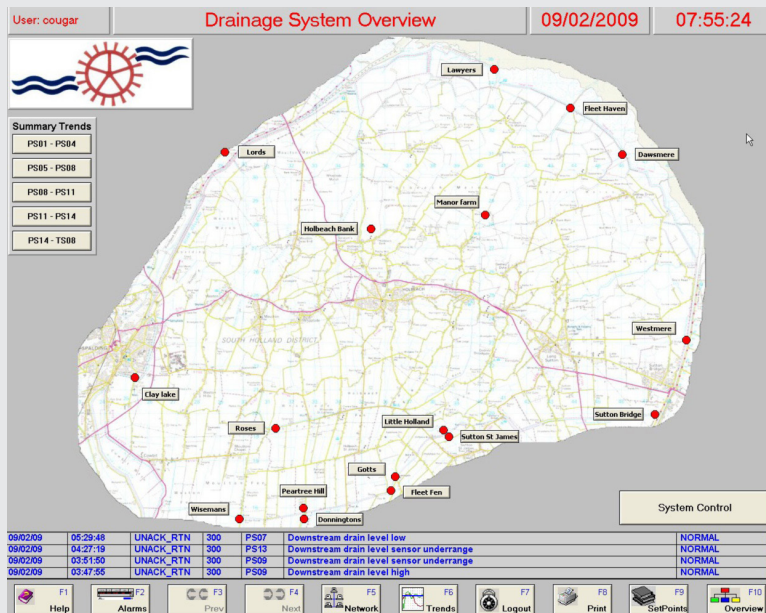 User: cougar
Drainage System Overview
09/02/2009
07:55:24
Summary Trends
PS01 - PS04
PS05 - PS08
PS08 - PS11
PS11 - PS14
PS14 - TS08
Lawyers
Fleet Haven
Dawsmere
Lords
Manor farm
Holbeach Bank
Westmere
SOUTH HOLLAND DISTRICT
Clay lake
Sutton Bridge
Roses
Little Holland
Sutton St James
Gotts
Fleet Fen
Peartree Hill
Wisemans
Donningtons
System Control
09/02/09 05:29:48 UNACK_RTN 300 PS07 Downstream drain level low NORMAL
09/02/09 04:27:19 UNACK_RTN 300 PS13 Downstream drain level sensor underrange NORMAL
09/02/09 03:51:50 UNACK_RTN 300 PS09 Downstream drain level sensor underrange NORMAL
09/02/09 03:47:55 UNACK_RTN 300 PS09 Downstream drain level high NORMAL
F1 Help
F2 Alarms
F3 Prev
F4 Next
F5 Network
F6 Trends
F7 Logout
F8 Print
F9 SetPoints
F10 Overview